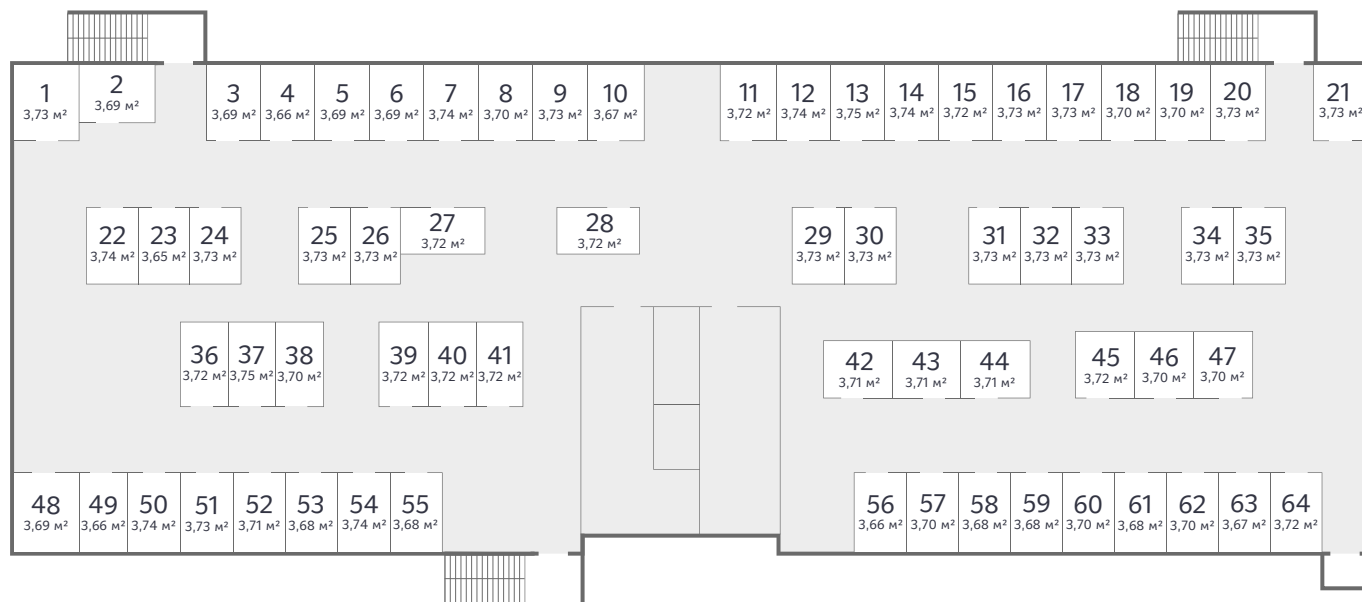 1
3,73 м²
2
3,69 м²
3
3,69 м²
4
3,66 м²
5
3,69 м²
6
3,69 м²
7
3,74 м²
8
3,70 м²
9
3,73 м²
10
3,67 м²
11
3,72 м²
12
3,74 м²
13
3,75 м²
14
3,74 м²
15
3,72 м²
16
3,73 м²
17
3,73 м²
18
3,70 м²
19
3,70 м²
20
3,73 м²
21
3,73 м²
22
3,74 м²
23
3,65 м²
24
3,73 м²
25
3,73 м²
26
3,73 м²
27
3,72 м²
28
3,72 м²
29
3,73 м²
30
3,73 м²
31
3,73 м²
32
3,73 м²
33
3,73 м²
34
3,73 м²
35
3,73 м²
36
3,72 м²
37
3,75 м²
38
3,70 м²
39
3,72 м²
40
3,72 м²
41
3,72 м²
42
3,71 м²
43
3,71 м²
44
3,71 м²
45
3,72 м²
46
3,70 м²
47
3,70 м²
48
3,69 м²
49
3,66 м²
50
3,74 м²
51
3,73 м²
52
3,71 м²
53
3,68 м²
54
3,74 м²
55
3,68 м²
56
3,66 м²
57
3,70 м²
58
3,68 м²
59
3,68 м²
60
3,70 м²
61
3,68 м²
62
3,70 м²
63
3,67 м²
64
3,72 м²